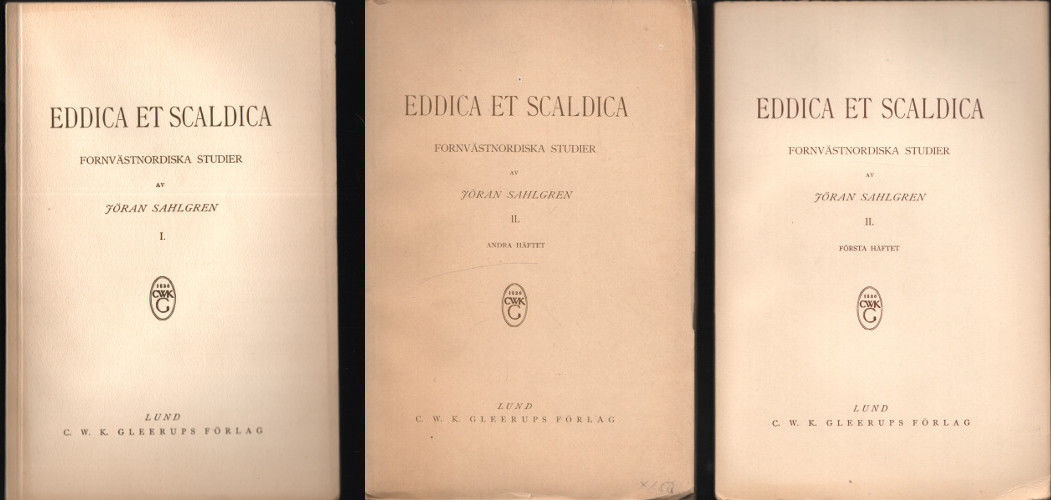 EDDICA ET SCALDICA
FORNVÄSTNORDISKA STUDIER
AV
JÖRAN SAHLGREN
I.
1826
CWK
G
LUND
C. W. K. GLEERUPS FÖRLAG
EDDICA ET SCALDICA
FORNVÄSTNORDISKA STUDIER
AV
JÖRAN SAHLGREN
II.
ANDRA HÄFTET
1826
CWK
G
LUND
C. W. K. GLEERUPS FÖRLAG
EDDICA ET SCALDICA
FORNVÄSTNORDISKA STUDIER
AV
JÖRAN SAHLGREN
II.
FÖRSTA HÄFTET
1826
CWK
G
LUND
C. W. K. GLEERUPS FÖRLAG